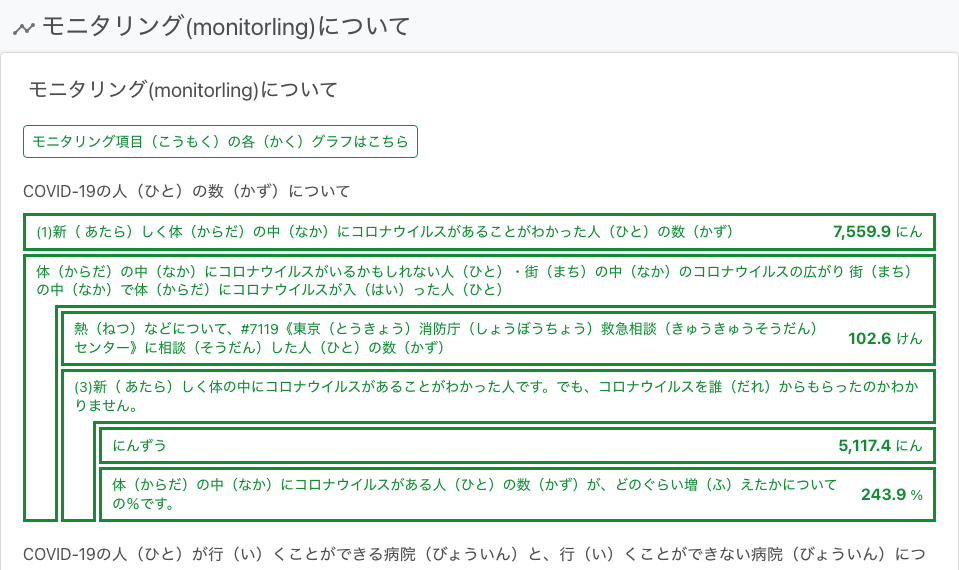 モニタリング(monitorling)について
モニタリング(monitorling)について
モニタリング項目（こうもく）の各（かく）グラフはこちら
COVID-19の人（ひと）の数（かず）について
(1)新（ あたら）しく体（からだ）の中（なか）にコロナウイルスがあることがわかった人（ひと）の数（かず） 7,559.9 にん
体（からだ）の中（なか）にコロナウイルスがいるかもしれない人（ひと）・街（まち）の中（なか）のコロナウイルスの広がり 街（まち）
の中（なか）で体（からだ）にコロナウイルスが入（はい）った人（ひと）
熱（ねつ）などについて、#7119《東京（とうきょう）消防庁（しょうぼうちょう）救急相談（きゅうきゅうそうだん）
センター》に相談（そうだん）した人（ひと）の数（かず） 102.6 けん
(3)新（ あたら）しく体の中にコロナウイルスがあることがわかった人です。でも、コロナウイルスを誰（だれ）からもらったのかわか
りません。
にんずう 5,117.4 にん
体（からだ）の中（なか）にコロナウイルスがある人（ひと）の数（かず）が、どのぐらい増（ふ）えたかについて
の%です。 243.9 %
COVID-19の人（ひと）が行（い）くことができる病院（びょういん）と、行（い）くことができない病院（びょういん）につ